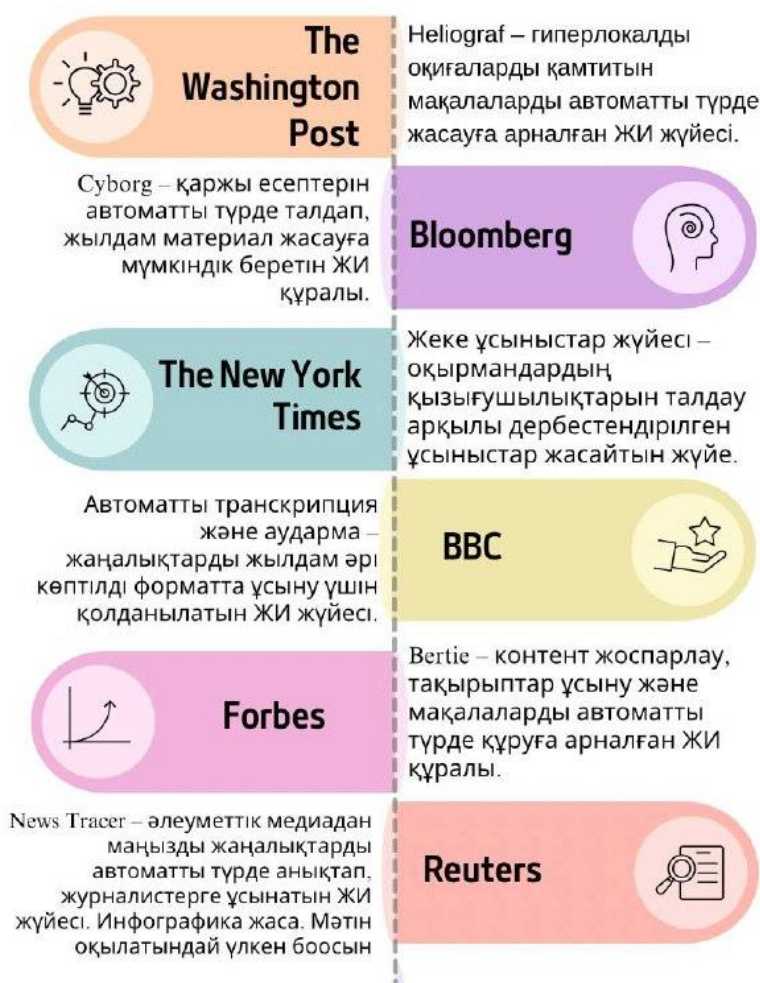 The
Washington
Post
Heliograf – гиперлокалды
оқиғаларды қамтитын
мақалаларды автоматты түрде
жасауға арналған ЖИ жүйесі.
Cyborg – қаржы есептерін
автоматты түрде талдап,
жылдам материал жасауға
мүмкіндік беретін ЖИ
құралы.
Bloomberg
The New York
Times
Жеке ұсыныстар жүйесі –
оқырмандардың
қызығушылықтарын талдау
арқылы дербестендірілген
ұсыныстар жасайтын жүйе.
Автоматты транскрипция
және аударма –
жаңалықтарды жылдам әрі
көптілді форматта ұсыну үшін
қолданылатын ЖИ жүйесі.
BBC
Forbes
Bertie – контент жоспарлау,
тақырыптар ұсыну және
мақалаларды автоматты
түрде құруға арналған ЖИ
құралы.
News Tracer – әлеуметтік медиадан
маңызды жаңалықтарды
автоматты түрде анықтап,
журналистерге ұсынатын ЖИ
жүйесі. Инфографика жаса. Мәтін
оқылатындай үлкен боосын
Reuters